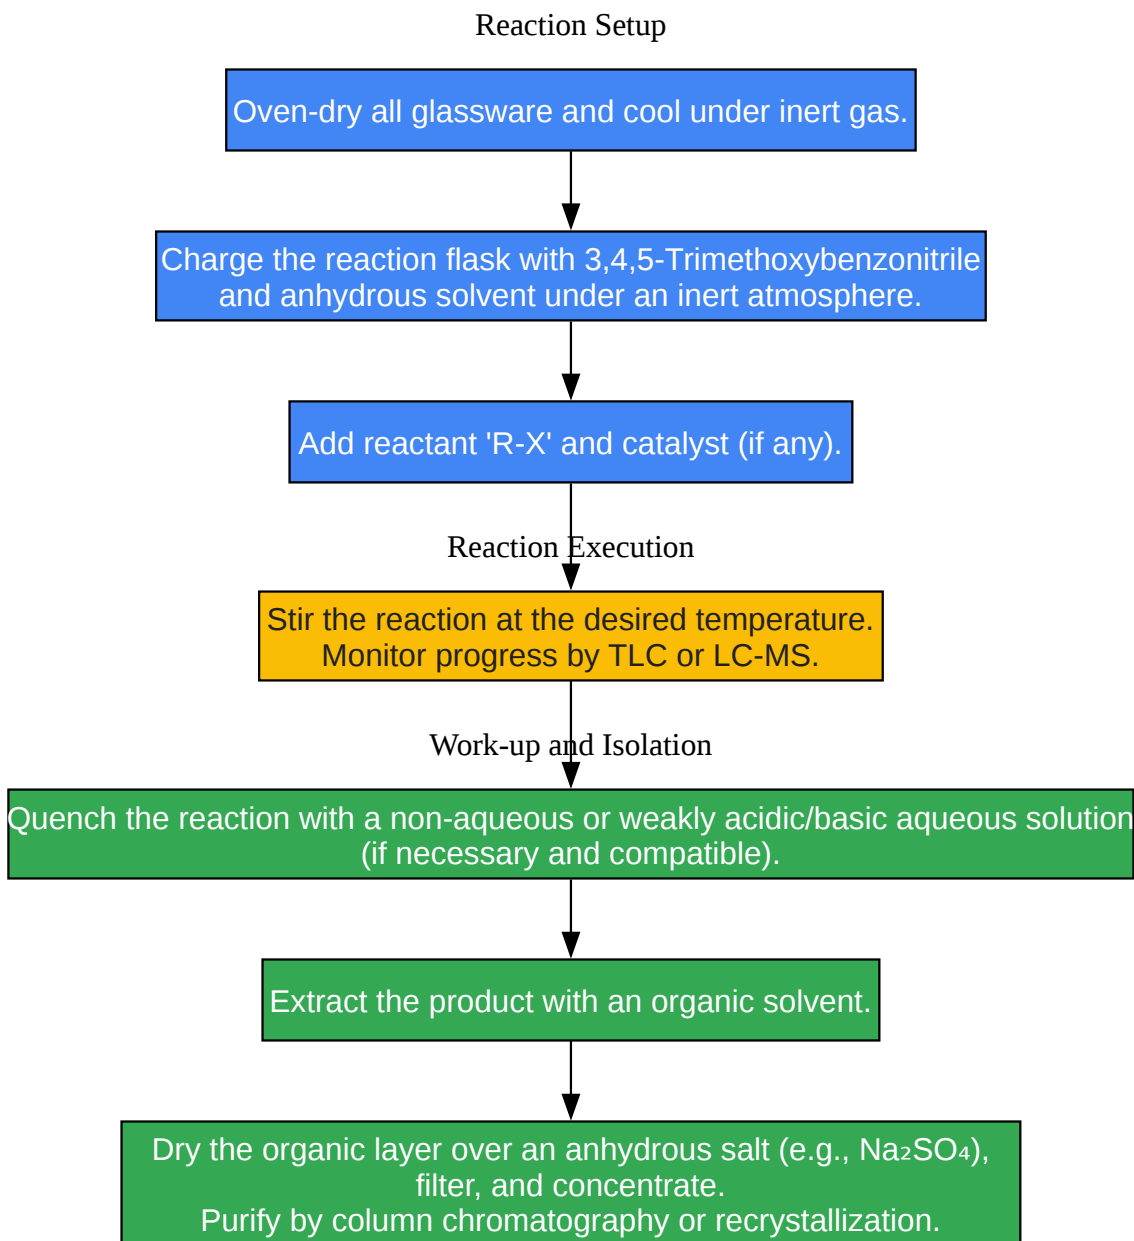 Reaction Setup
Oven-dry all glassware and cool under inert gas.
Charge the reaction flask with 3,4,5-Trimethoxybenzonitrile
and anhydrous solvent under an inert atmosphere.
Add reactant 'R-X' and catalyst (if any).
Reaction Execution
Stir the reaction at the desired temperature.
Monitor progress by TLC or LC-MS.
Work-up and Isolation
Quench the reaction with a non-aqueous or weakly acidic/basic aqueous solution
(if necessary and compatible).
Extract the product with an organic solvent.
Dry the organic layer over an anhydrous salt (e.g., Na₂SO₄),
filter, and concentrate.
Purify by column chromatography or recrystallization.